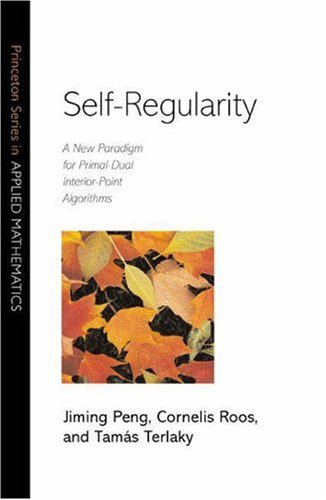 Princeton Series in APPLIED MATHEMATICS
Self-Regularity
A New Paradigm
for Primal-Dual
Interior-Point
Algorithms
Jiming Peng, Cornelis Roos,
and Tamás Terlaky